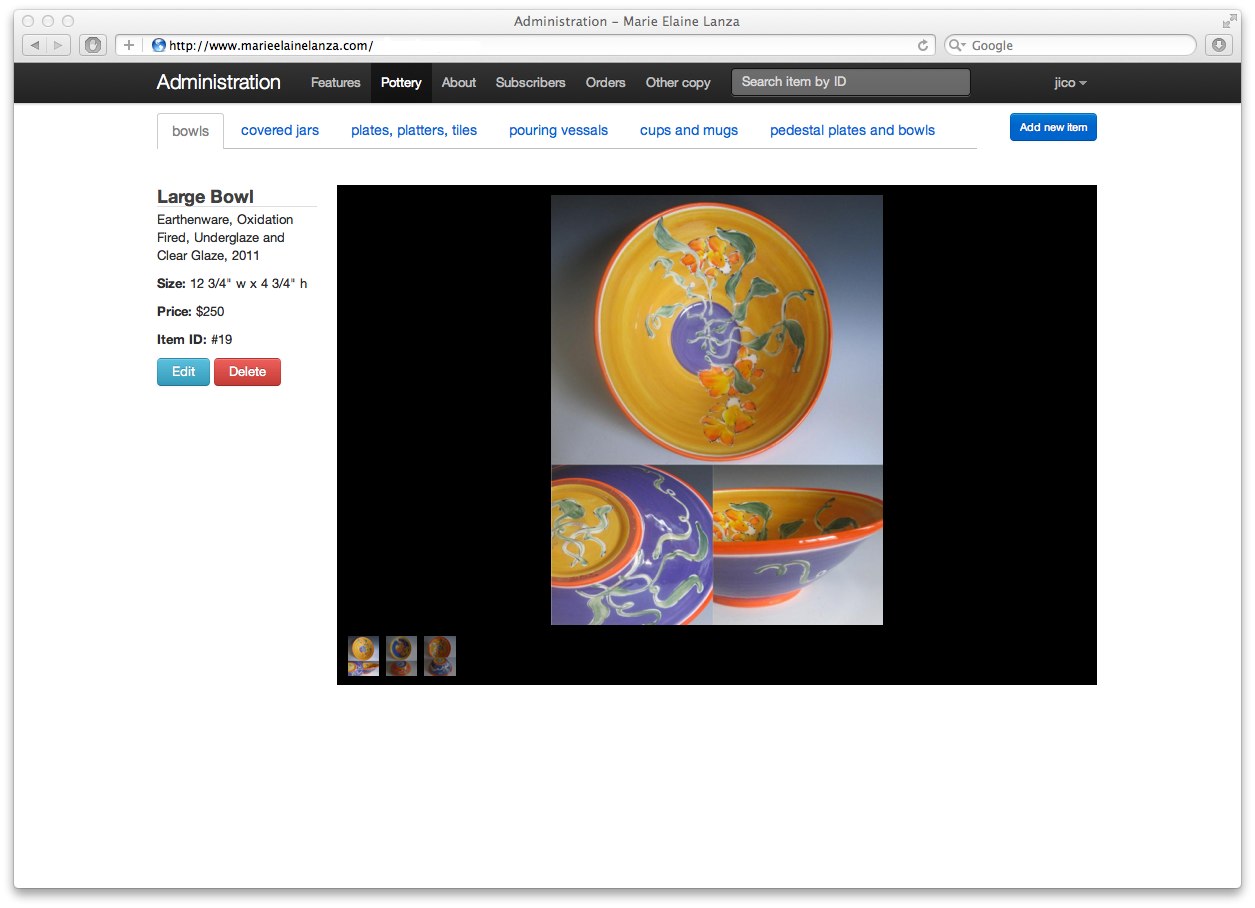 Administration – Marie Elaine Lanza
http://www.marieelainelanza.com/
Google
Administration Features Pottery About Subscribers Orders Other copy Search item by ID jico
bowls covered jars plates, platters, tiles pouring vessals cups and mugs pedestal plates and bowls Add new item
Large Bowl
Earthenware, Oxidation
Fired, Underglaze and
Clear Glaze, 2011
Size: 12 3/4" w x 4 3/4" h
Price: $250
Item ID: #19
Edit Delete